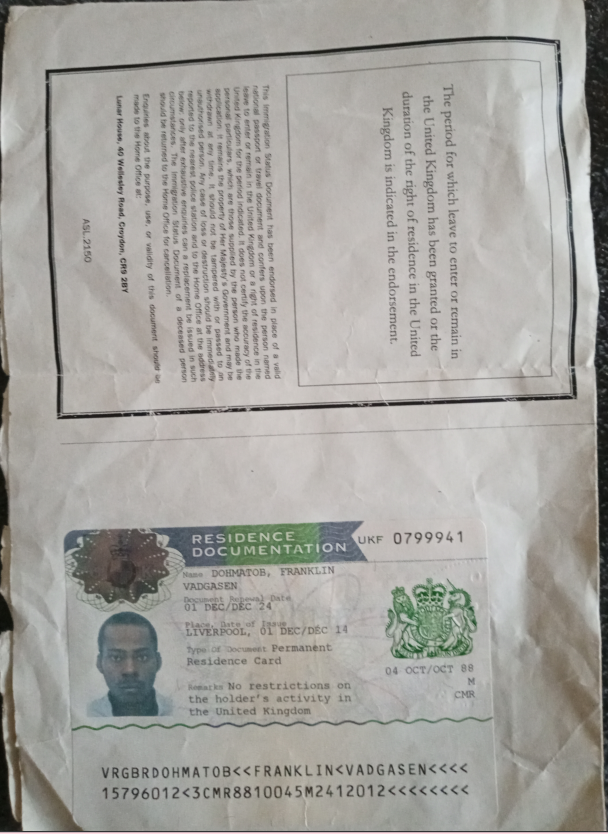 The period for which leave to enter or remain in
the United Kingdom has been granted or the
duration of the right of residence in the United
Kingdom is indicated in the endorsement.
This Immigration Status Document has been endorsed in place of a valid
national passport or travel document and confers upon the person named
leave to enter or remain in the United Kingdom or a right of residence in the
United Kingdom for the period indicated. It does not certify the accuracy of the
personal particulars, which are those supplied by the person who made the
application. It remains the property of Her Majesty's Government and may be
withdrawn at any time. It should not be tampered with or passed to an
unauthorised person. Any case of loss or destruction should be immediately
reported to the nearest police station and to the Home Office at the address
below: only after exhaustive enquiries can a replacement be issued in such
circumstances. The Immigration Status Document of a deceased person
should be returned to the Home Office for cancellation.
Enquiries about the purpose, use, or validity of this document should be
made to the Home Office at:
Lunar House, 40 Wellesley Road, Croydon, CR9 2BY
ASL 2150
RESIDENCE
DOCUMENTATION
UKF 0799941
Name DOHMATOB, FRANKLIN
VADGASEN
Document Renewal Date
01 DEC/DEC 24
Place, Date of Issue
LIVERPOOL, 01 DEC/DEC 14
Type of Document Permanent
Residence Card
04 OCT/OCT 88
M
CMR
Remarks No restrictions on
the holder's activity in
the United Kingdom
VRGBRDOHMATOB<<FRANKLIN<VADGASEN<<<<
15796012<3CMR8810045M2412012<<<<<<<<